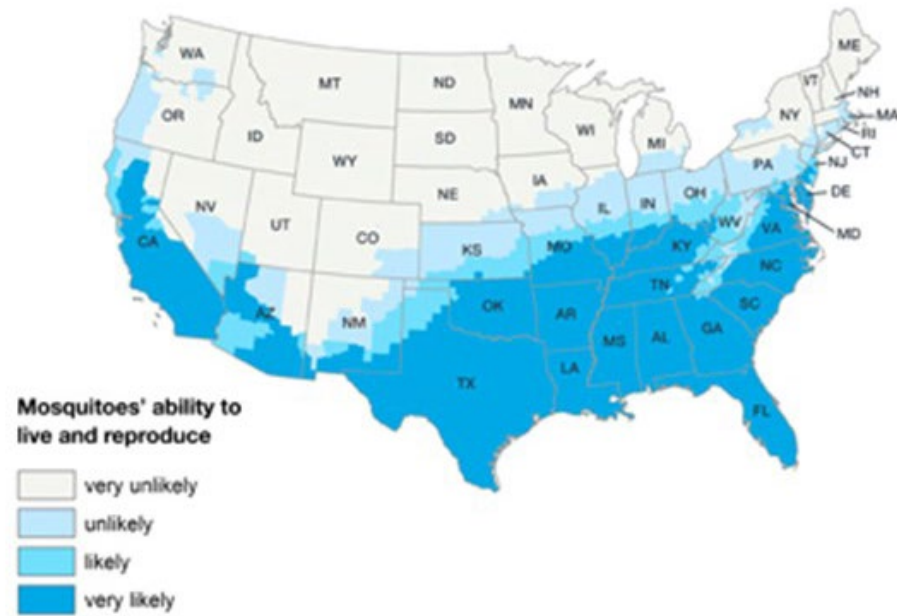 WA
MT
ND
MN
ME
VT
NH
MA
RI
CT
NJ
DE
MD
OR
ID
SD
WI
NY
MI
WY
IA
PA
NE
NV
UT
CO
IL
IN
OH
WV
VA
CA
KS
MO
KY
NC
TN
AZ
NM
OK
AR
SC
MS
AL
GA
TX
LA
FL
Mosquitoes' ability to
live and reproduce
very unlikely
unlikely
likely
very likely